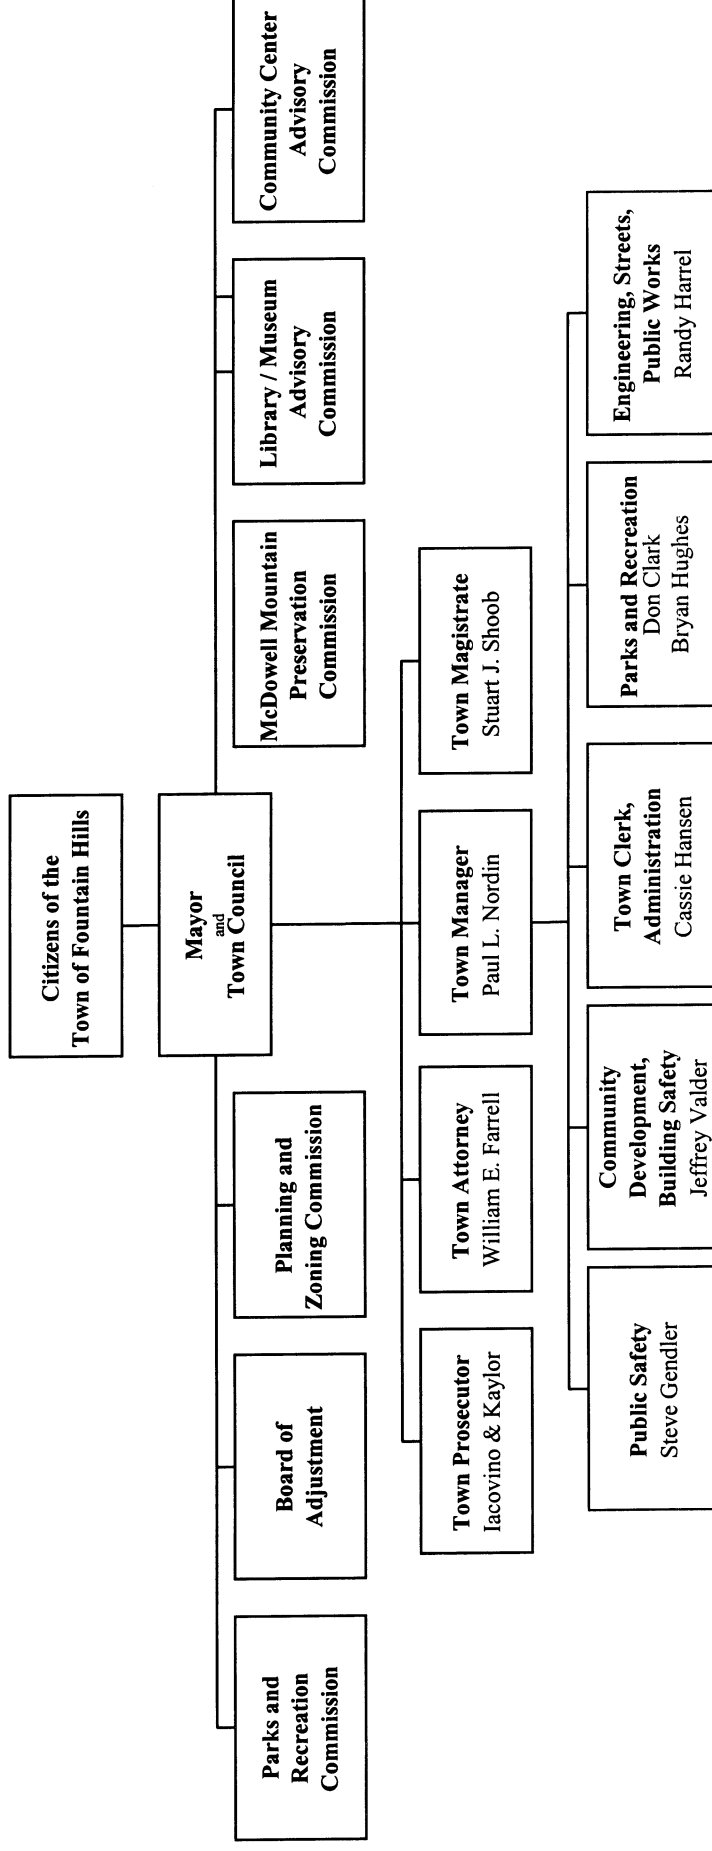 Citizens of the
Town of Fountain Hills
Mayor
and
Town Council
Parks and
Recreation
Commission
Board of
Adjustment
Planning and
Zoning Commission
McDowell Mountain
Preservation
Commission
Library / Museum
Advisory
Commission
Community Center
Advisory
Commission
Town Prosecutor
Iacovino & Kaylor
Town Attorney
William E. Farrell
Town Manager
Paul L. Nordin
Town Magistrate
Stuart J. Shoob
Public Safety
Steve Gendler
Community
Development,
Building Safety
Jeffrey Valder
Town Clerk,
Administration
Cassie Hansen
Parks and Recreation
Don Clark
Bryan Hughes
Engineering, Streets,
Public Works
Randy Harrel